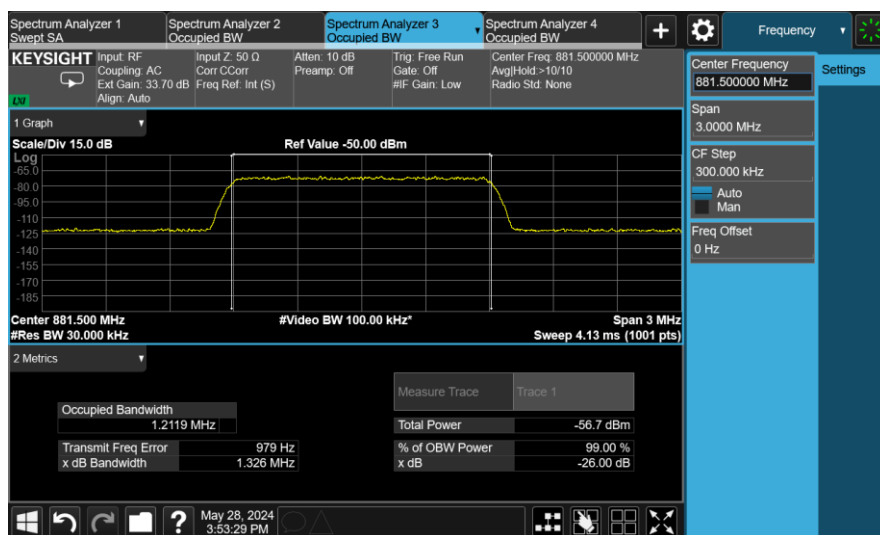 Spectrum Analyzer 1
Swept SA
Spectrum Analyzer 2
Occupied BW
Spectrum Analyzer 3
Occupied BW
Spectrum Analyzer 4
Occupied BW
+
Frequency
KEYSIGHT
LXI
Input: RF
Coupling: AC
Ext Gain: 33.70 dB
Align: Auto
Input Z: 50 Ω
Corr CCorr
Freq Ref: Int (S)
Atten: 10 dB
Preamp: Off
Trig: Free Run
Gate: Off
#IF Gain: Low
Center Freq: 881.500000 MHz
Avg|Hold:>10/10
Radio Std: None
Center Frequency
881.500000 MHz
Settings
Span
3.0000 MHz
CF Step
300.000 kHz
Auto
Man
Freq Offset
0 Hz
1 Graph
Scale/Div 15.0 dB
Ref Value -50.00 dBm
Log
-65.0
-80.0
-95.0
-110
-125
-140
-155
-170
-185
Center 881.500 MHz
#Video BW 100.00 kHz*
Span 3 MHz
#Res BW 30.000 kHz
Sweep 4.13 ms (1001 pts)
2 Metrics
Measure Trace
Trace 1
Occupied Bandwidth
1.2119 MHz
Total Power
-56.7 dBm
Transmit Freq Error
979 Hz
% of OBW Power
99.00 %
x dB Bandwidth
1.326 MHz
x dB
-26.00 dB
?
May 28, 2024
3:53:29 PM